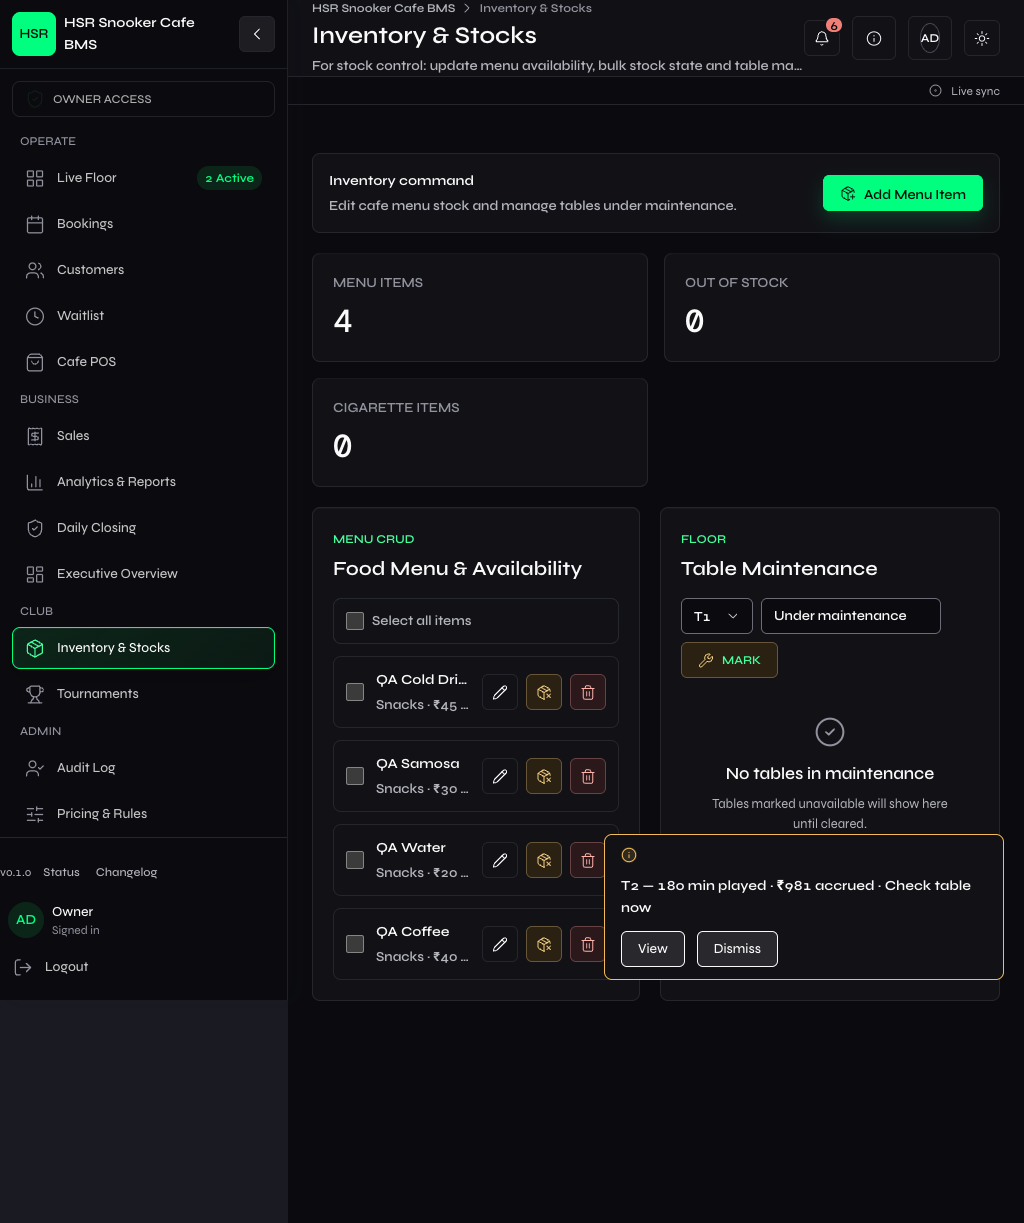 HSR
HSR Snooker Cafe
BMS
OWNER ACCESS
OPERATE
Live Floor
2 Active
Bookings
Customers
Waitlist
Cafe POS
BUSINESS
Sales
Analytics & Reports
Daily Closing
Executive Overview
CLUB
Inventory & Stocks
Tournaments
ADMIN
Audit Log
Pricing & Rules
v0.1.0 Status Changelog
AD
Owner
Signed in
Logout
HSR Snooker Cafe BMS > Inventory & Stocks
Inventory & Stocks
For stock control: update menu availability, bulk stock state and table ma...
6
AD
Live sync
Inventory command
Edit cafe menu stock and manage tables under maintenance.
Add Menu Item
MENU ITEMS
4
OUT OF STOCK
0
CIGARETTE ITEMS
0
MENU CRUD
Food Menu & Availability
Select all items
QA Cold Dri...
Snacks · ₹45 ...
QA Samosa
Snacks · ₹30 ...
QA Water
Snacks · ₹20 ...
QA Coffee
Snacks · ₹40 ...
FLOOR
Table Maintenance
T1
Under maintenance
MARK
No tables in maintenance
Tables marked unavailable will show here
until cleared.
T2 — 180 min played · ₹981 accrued · Check table
now
View
Dismiss